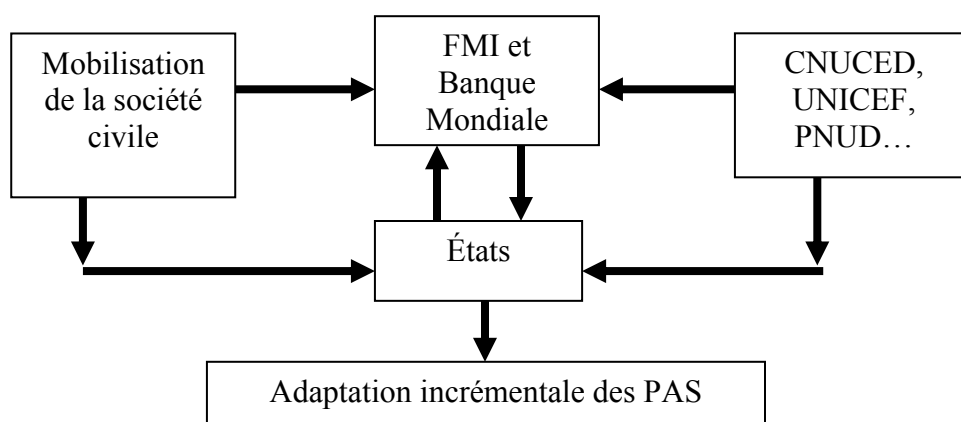 Mobilisation
de la société
civile
FMI et
Banque
Mondiale
CNUCED,
UNICEF,
PNUD…
États
Adaptation incrémentale des PAS